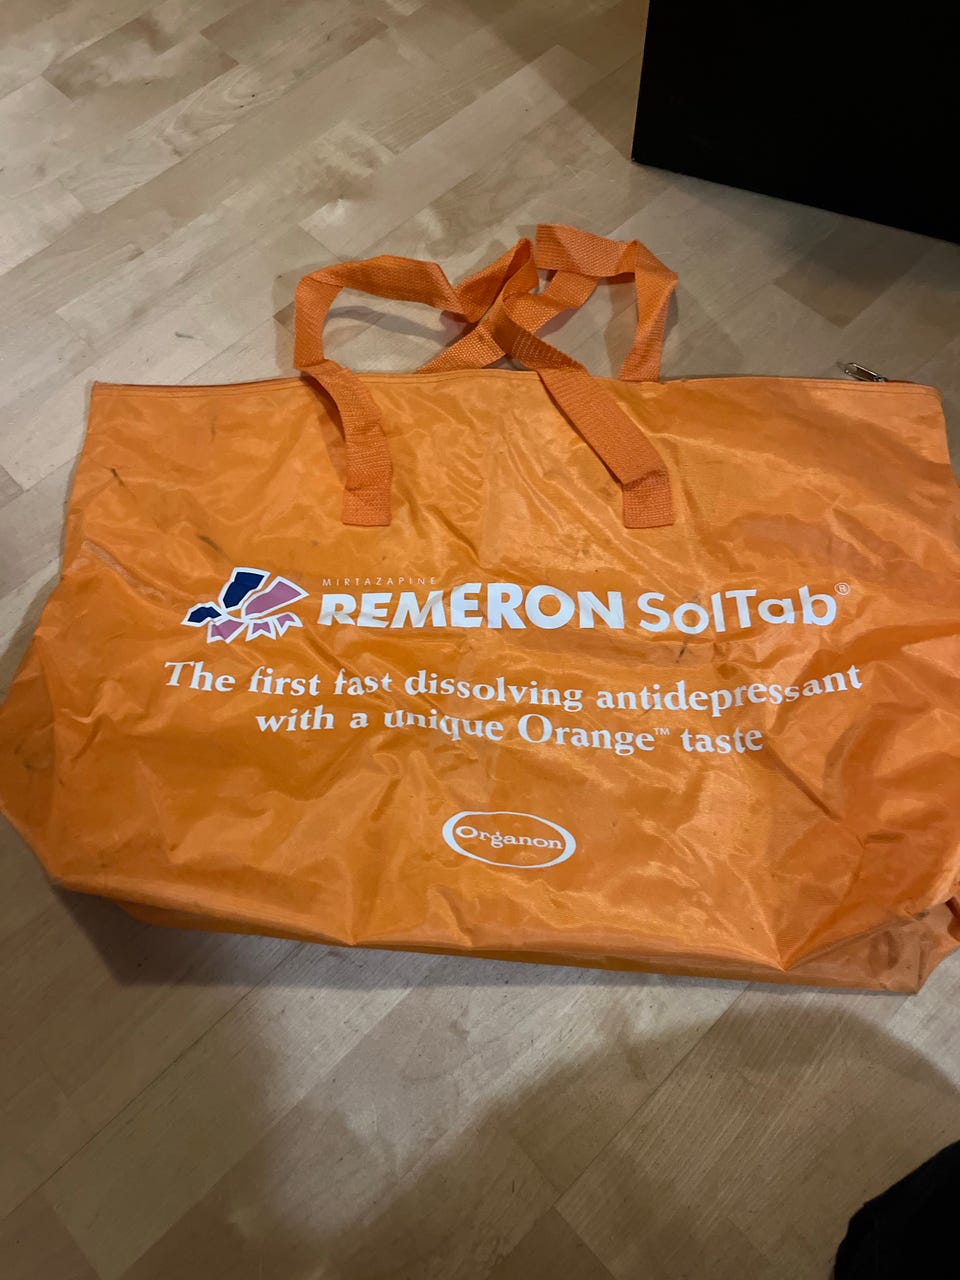 MIRTAZAPINE
REMERON SolTab®
The first fast dissolving antidepressant
with a unique Orange™ taste
Organon